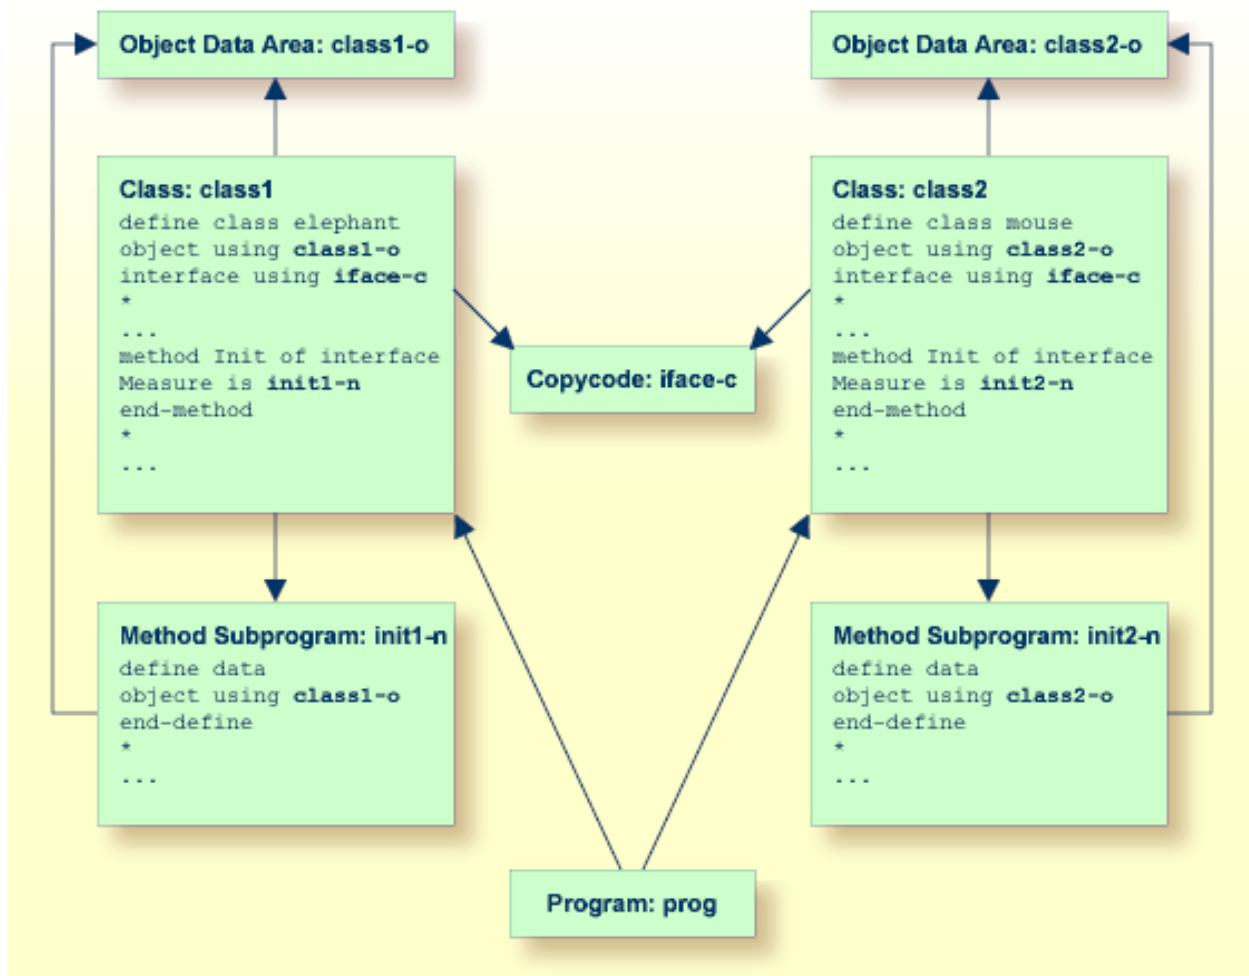 Object Data Area: class1-o
Object Data Area: class2-o
Class: class1
define class elephant
object using class1-o
interface using iface-c
*
...
method Init of interface
Measure is init1-n
end-method
*
...
Class: class2
define class mouse
object using class2-o
interface using iface-c
*
...
method Init of interface
Measure is init2-n
end-method
*
...
Copycode: iface-c
Method Subprogram: init1-n
define data
object using class1-o
end-define
*
...
Method Subprogram: init2-n
define data
object using class2-o
end-define
*
...
Program: prog